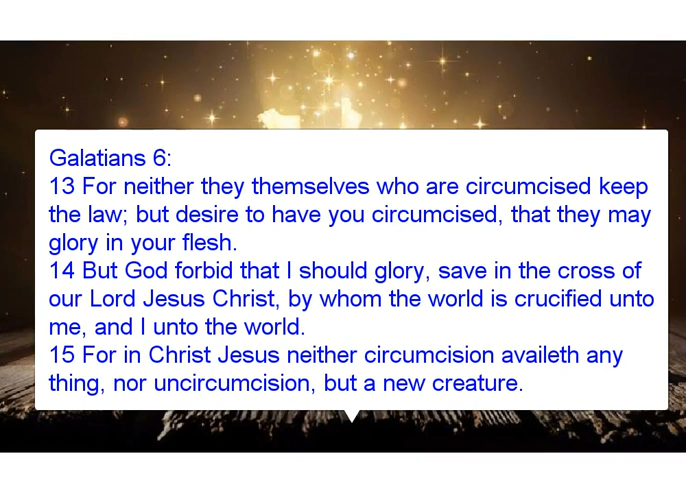 Galatians 6:
13 For neither they themselves who are circumcised keep
the law; but desire to have you circumcised, that they may
glory in your flesh.
14 But God forbid that I should glory, save in the cross of
our Lord Jesus Christ, by whom the world is crucified unto
me, and I unto the world.
15 For in Christ Jesus neither circumcision availeth any
thing, nor uncircumcision, but a new creature.